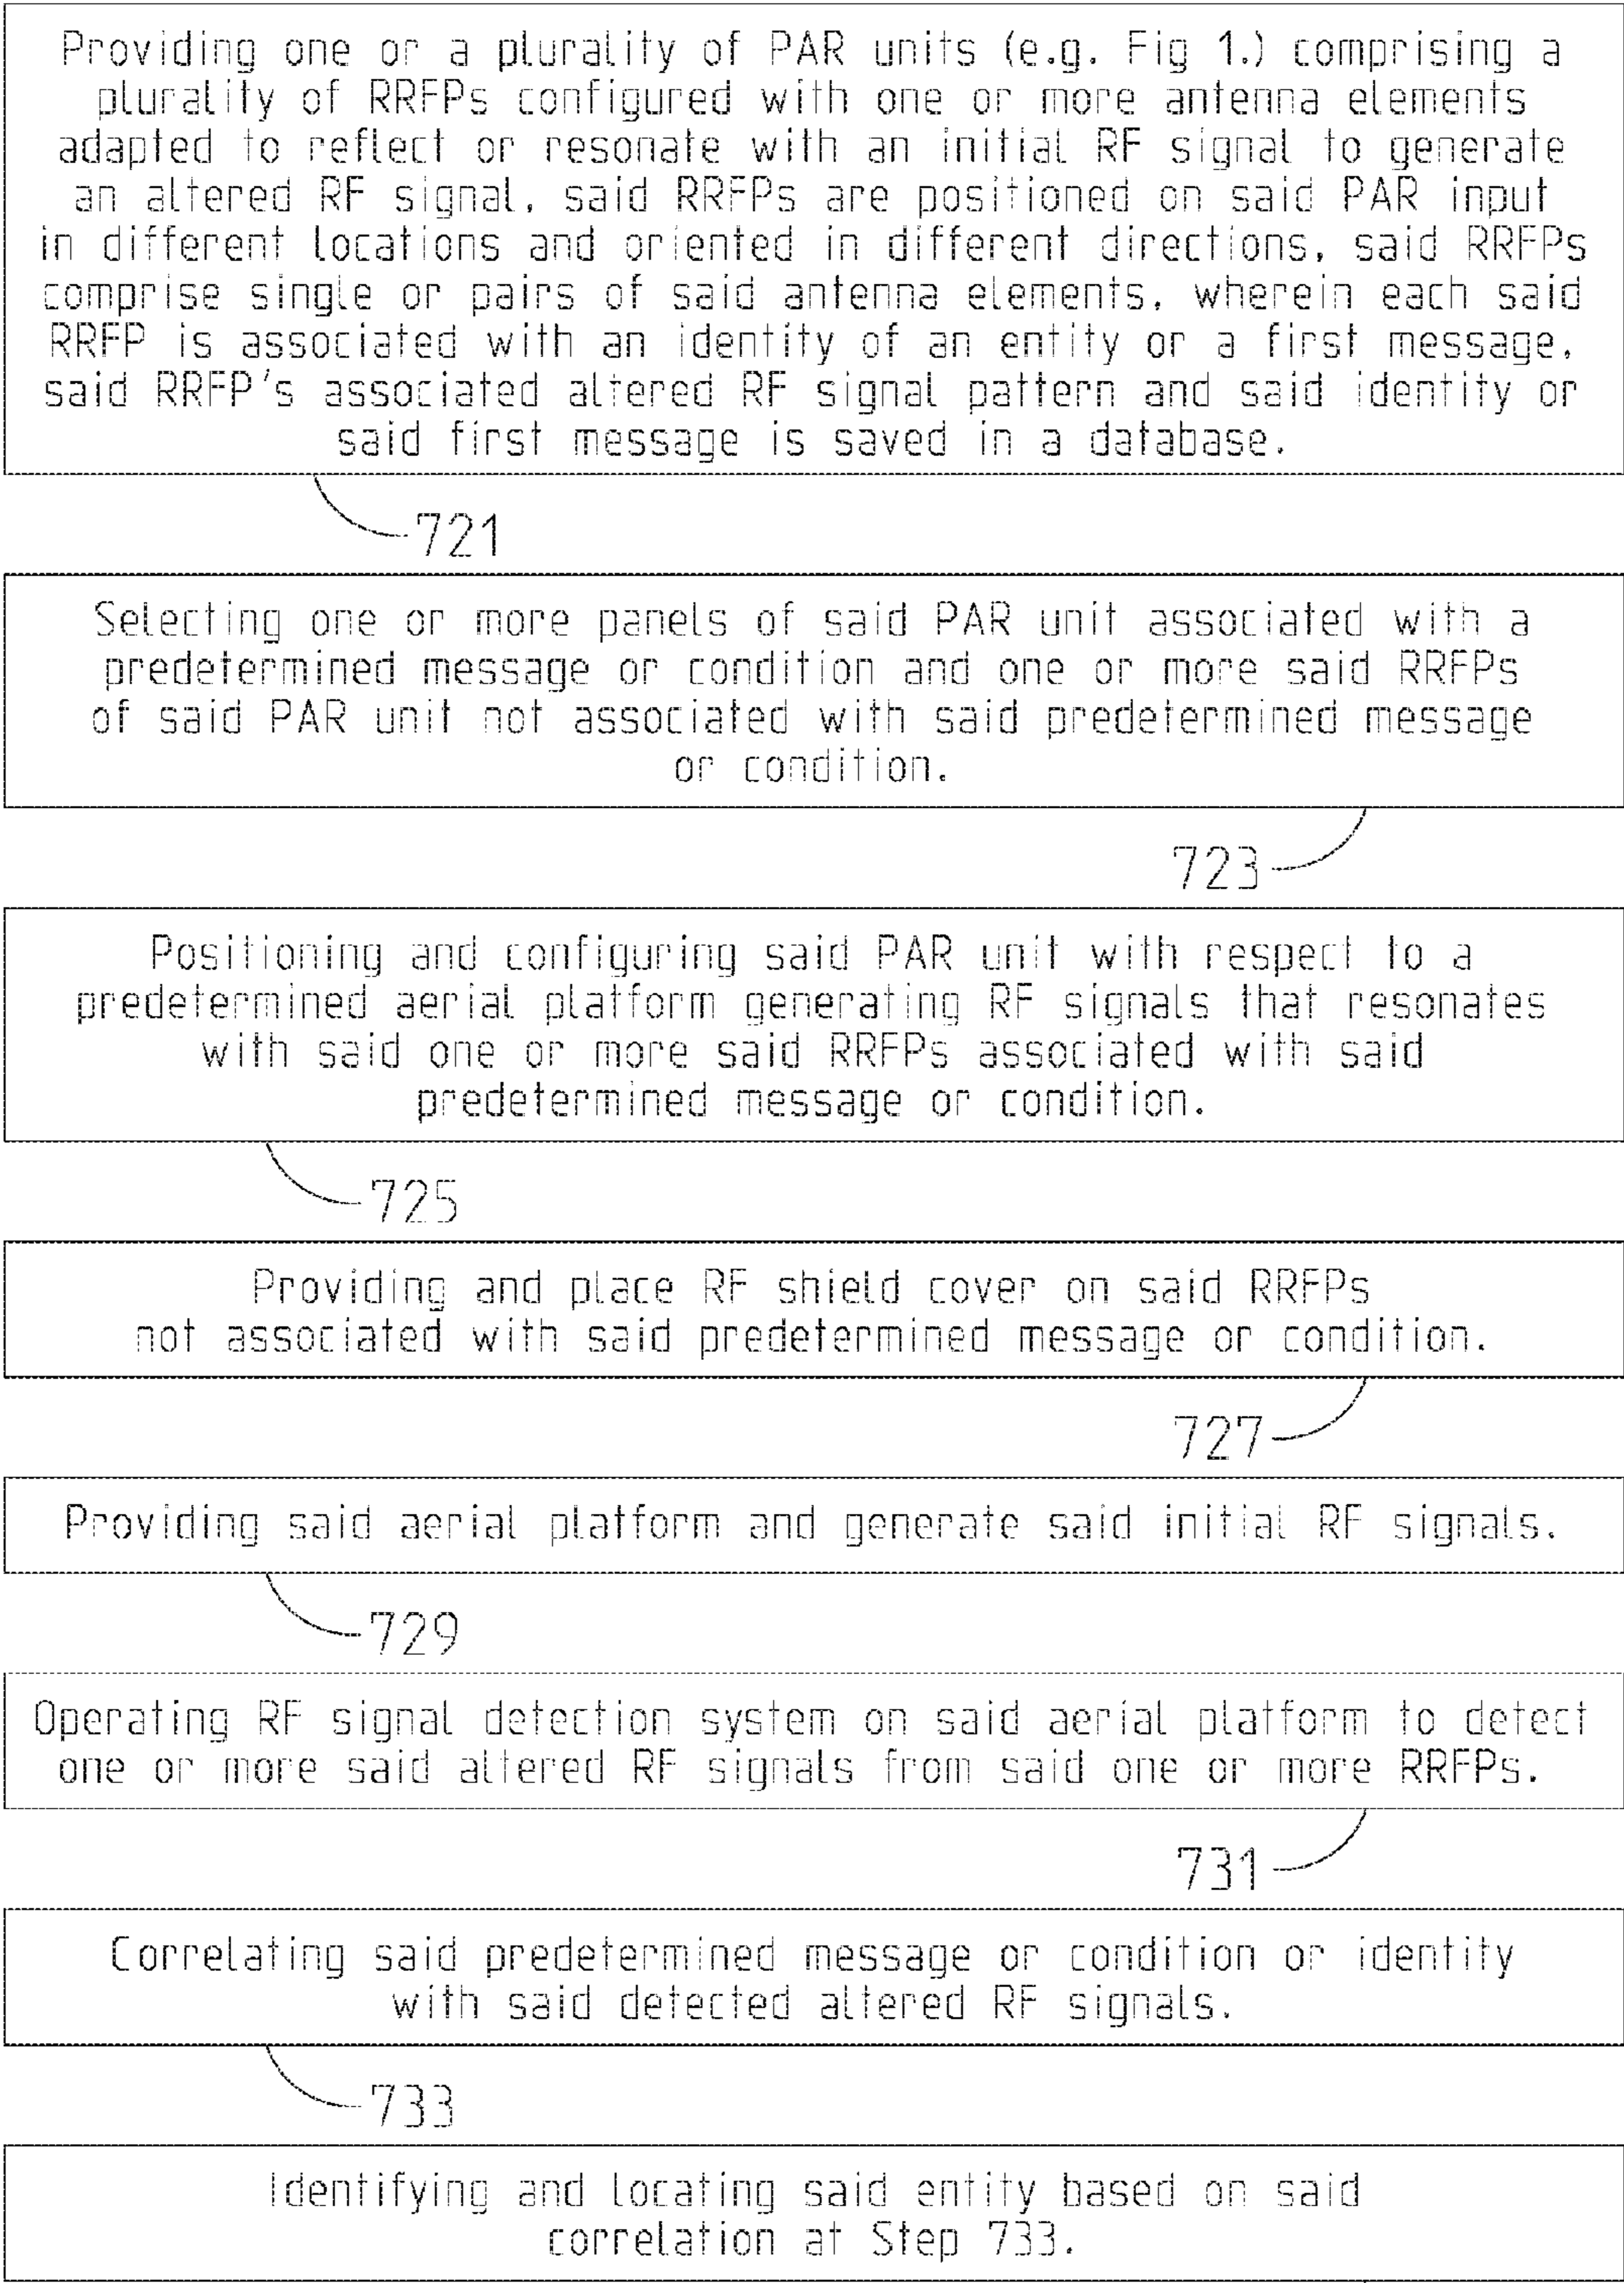 Providing one or a plurality of PAR units (e.g. Fig 1.) comprising a
plurality of RRFPs configured with one or more antenna elements
adapted to reflect or resonate with an initial RF signal to generate
an altered RF signal, said RRFPs are positioned on said PAR input
in different locations and oriented in different directions, said RRFPs
comprise single or pairs of said antenna elements, wherein each said
RRFP is associated with an identity of an entity or a first message,
said RRFP's associated altered RF signal pattern and said identity or
said first message is saved in a database.
721
Selecting one or more panels of said PAR unit associated with a
predetermined message or condition and one or more said RRFPs
of said PAR unit not associated with said predetermined message
or condition.
723
Positioning and configuring said PAR unit with respect to a
predetermined aerial platform generating RF signals that resonates
with said one or more said RRFPs associated with said
predetermined message or condition.
725
Providing and place RF shield cover on said RRFPs
not associated with said predetermined message or condition.
727
Providing said aerial platform and generate said initial RF signals.
729
Operating RF signal detection system on said aerial platform to detect
one or more said altered RF signals from said one or more RRFPs.
731
Correlating said predetermined message or condition or identity
with said detected altered RF signals.
733
Identifying and locating said entity based on said
correlation at Step 733.